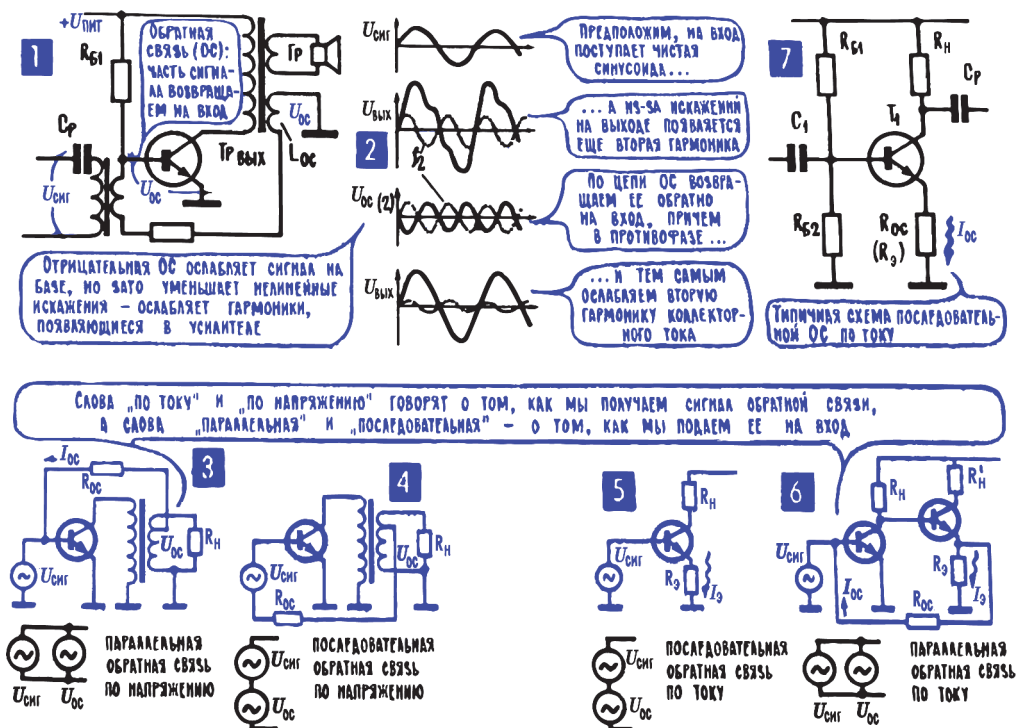 1
+Uпит
Rб1
Обратная
связь (ОС):
часть сигна-
ла возвраща-
ем на вход
Гр
Uос
Lос
Трвых
Ср
Uсиг
Uос
Отрицательная ОС ослабляет сигнал на
базе, но зато уменьшает нелинейные
искажения – ослабляет гармоники,
появляющиеся в усилителе
2
Uсиг
Предположим, на вход
поступает чистая
синусоида...
Uвых
f2
...а из-за искажений
на выходе появляется
еще вторая гармоника
Uос(2)
По цепи ОС возвра-
щаем ее обратно
на вход, причем
в противофазе...
Uвых
...и тем самым
ослабляем вторую
гармонику коллектор-
ного тока
7
Rб1
Rн
Ср
С1
Т1
Rб2
Rос
(Rэ)
Iос
Типичная схема последователь-
ной ОС по току
Слова „по току" и „по напряжению" говорят о том, как мы получаем сигнал обратной связи,
а слова „параллельная" и „последовательная" – о том, как мы подаем ее на вход
3
Iос
Rос
Uос
Rн
Uсиг
Uсиг
Uос
параллельная
обратная связь
по напряжению
4
Uос
Rн
Uсиг
Rос
Uсиг
Uос
последовательная
обратная связь
по напряжению
5
Rн
Uсиг
Rэ
Iэ
Uсиг
Uос
последовательная
обратная связь
по току
6
Rн
Rн'
Uсиг
Iос
Rос
Rэ
Iэ
Uсиг
Uос
параллельная
обратная связь
по току